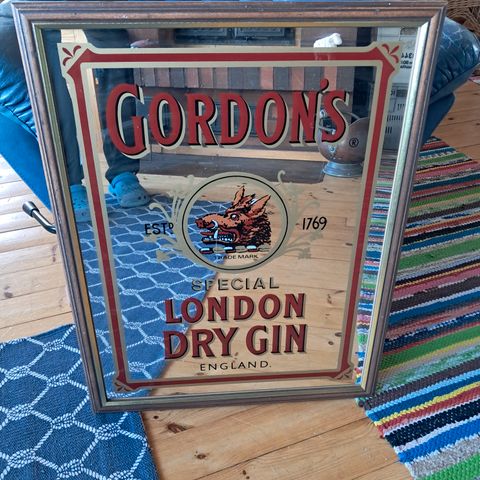 GORDON'S
ESTD 1769
TRADE MARK
SPECIAL
LONDON
DRY GIN
ENGLAND.